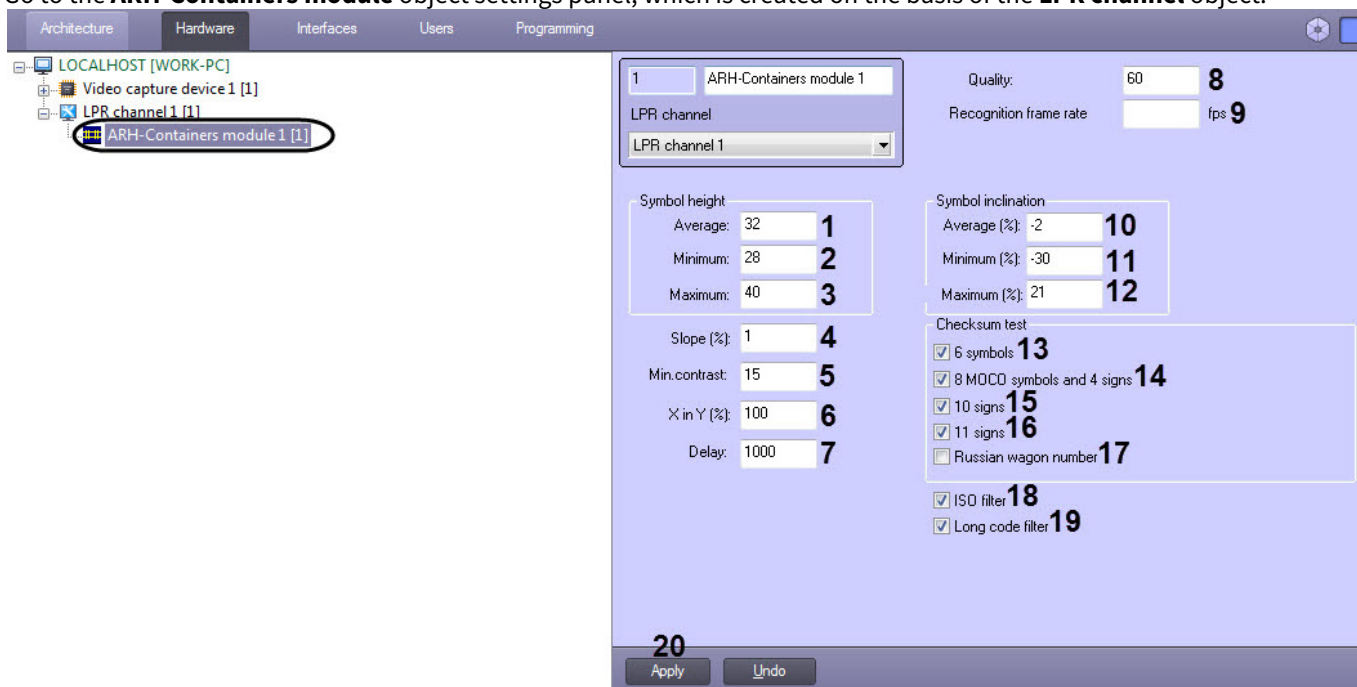 Go to the ARH-Containers module object settings panel, which is created on the basis of the LPR channel object.
Architecture Hardware Interfaces Users Programming
LOCALHOST [WORK-PC]
Video capture device 1 [1]
LPR channel 1 [1]
ARH-Containers module 1 [1]
1 ARH-Containers module 1
LPR channel
LPR channel 1
Quality: 60 8
Recognition frame rate fps 9
Symbol height
Average: 32 1
Minimum: 28 2
Maximum: 40 3
Slope (%): 1 4
Min.contrast: 15 5
X in Y (%): 100 6
Delay: 1000 7
Symbol inclination
Average (%): -2 10
Minimum (%): -30 11
Maximum (%): 21 12
Checksum test
6 symbols 13
8 MOCO symbols and 4 signs 14
10 signs 15
11 signs 16
Russian wagon number 17
ISO filter 18
Long code filter 19
20
Apply Undo